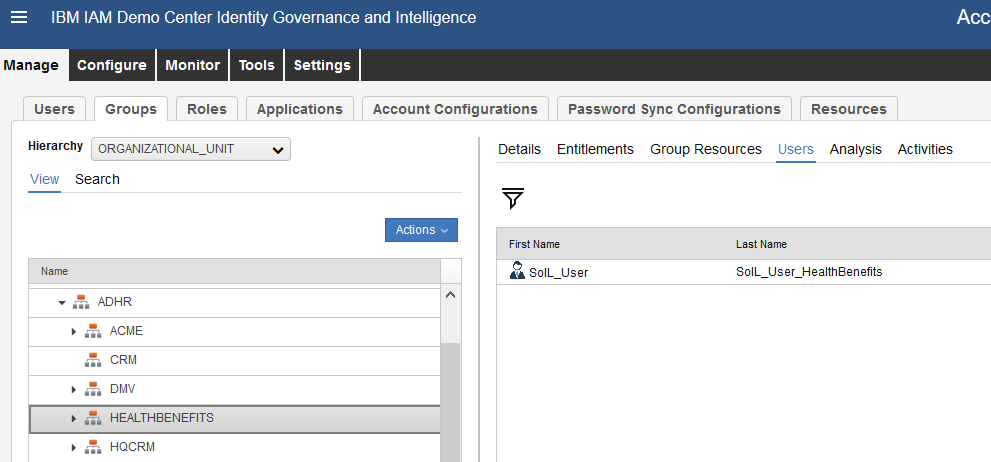 IBM IAM Demo Center Identity Governance and Intelligence
Acc
Manage Configure Monitor Tools Settings
Users Groups Roles Applications Account Configurations Password Sync Configurations Resources
Hierarchy ORGANIZATIONAL_UNIT
View Search
Actions
Name
ADHR
ACME
CRM
DMV
HEALTHBENEFITS
HQCRM
Details Entitlements Group Resources Users Analysis Activities
First Name Last Name
SolL_User SolL_User_HealthBenefits